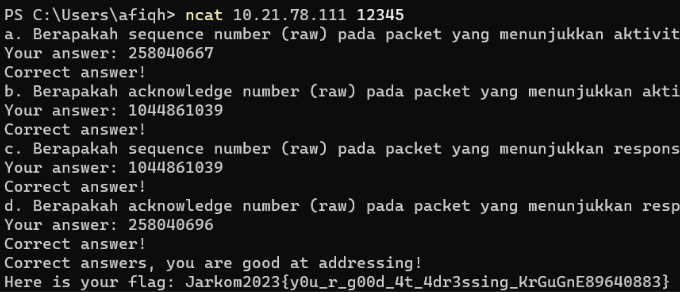 PS C:\Users\afiqh> ncat 10.21.78.111 12345
a. Berapakah sequence number (raw) pada packet yang menunjukkan aktivit
Your answer: 258040667
Correct answer!
b. Berapakah acknowledge number (raw) pada packet yang menunjukkan akti
Your answer: 1044861039
Correct answer!
c. Berapakah sequence number (raw) pada packet yang menunjukkan respons
Your answer: 1044861039
Correct answer!
d. Berapakah acknowledge number (raw) pada packet yang menunjukkan resp
Your answer: 258040696
Correct answer!
Correct answers, you are good at addressing!
Here is your flag: Jarkom2023{y0u_r_g00d_4t_4dr3ssing_KrGuGnE89640883}